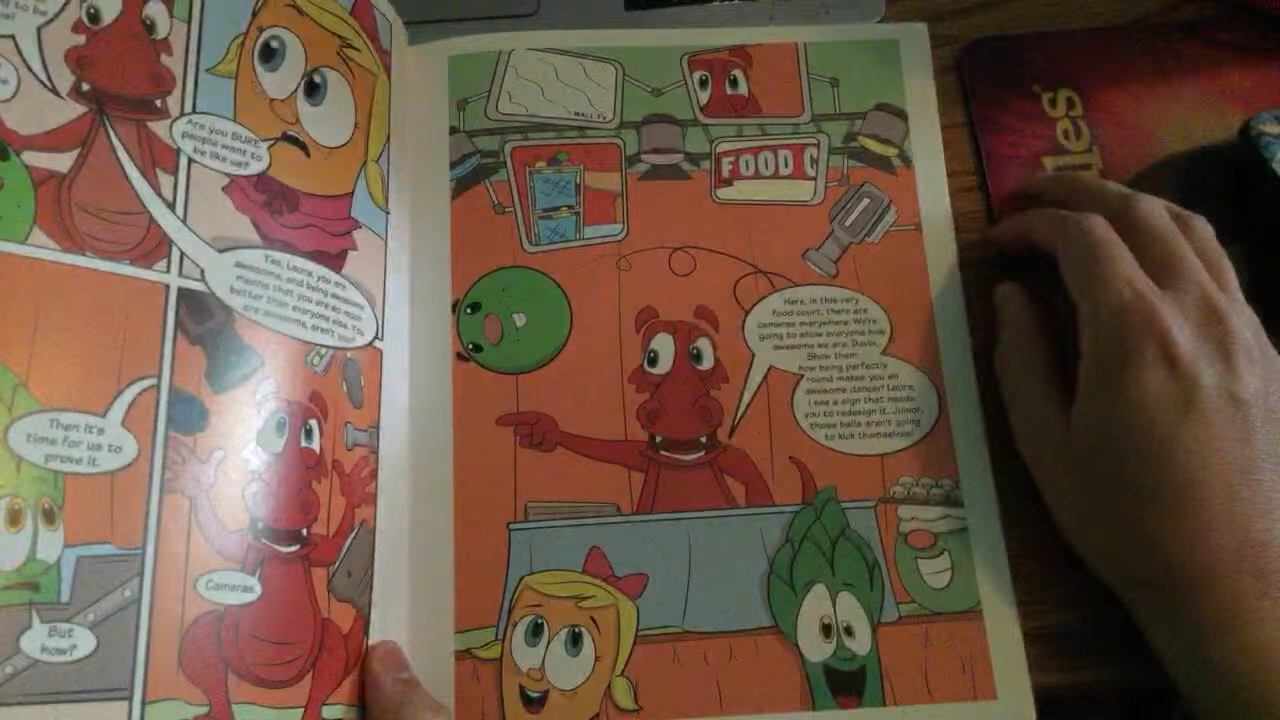 g to be
Are you SURE
people want to
be like us?
Yes, Laura, you are
awesome, and being awesome
means that you are so much
better than everyone else. You
are awesome, aren't you?
Then it's
time for us to
prove it.
But
how?
Cameras.
MALL TV
FOOD C
Here, in this very
food court, there are
cameras everywhere. We're
going to show everyone how
awesome we are. David,
Show them
how being perfectly
round makes you an
awesome dancer! Laura,
I see a sign that needs
you to redesign it. Junior,
those balls aren't going
to kick themselves!
les